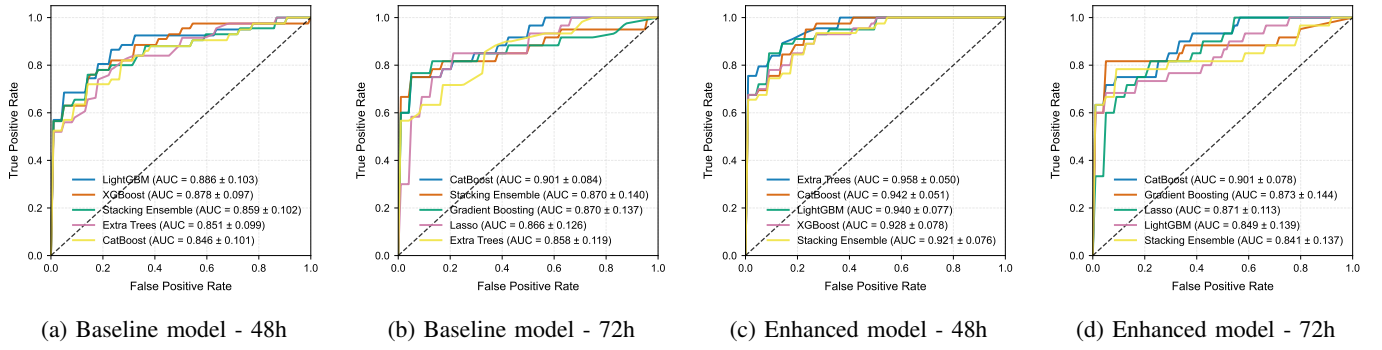 True Positive Rate
1.0
0.8
0.6
0.4
0.2
0.0
LightGBM (AUC = 0.886 ± 0.103)
XGBoost (AUC = 0.878 ± 0.097)
Stacking Ensemble (AUC = 0.859 ± 0.102)
Extra Trees (AUC = 0.851 ± 0.099)
CatBoost (AUC = 0.846 ± 0.101)
0.0 0.2 0.4 0.6 0.8 1.0
False Positive Rate
(a) Baseline model - 48h
True Positive Rate
1.0
0.8
0.6
0.4
0.2
0.0
CatBoost (AUC = 0.901 ± 0.084)
Stacking Ensemble (AUC = 0.870 ± 0.140)
Gradient Boosting (AUC = 0.870 ± 0.137)
Lasso (AUC = 0.866 ± 0.126)
Extra Trees (AUC = 0.858 ± 0.119)
0.0 0.2 0.4 0.6 0.8 1.0
False Positive Rate
(b) Baseline model - 72h
True Positive Rate
1.0
0.8
0.6
0.4
0.2
0.0
Extra Trees (AUC = 0.958 ± 0.050)
CatBoost (AUC = 0.942 ± 0.051)
LightGBM (AUC = 0.940 ± 0.077)
XGBoost (AUC = 0.928 ± 0.078)
Stacking Ensemble (AUC = 0.921 ± 0.076)
0.0 0.2 0.4 0.6 0.8 1.0
False Positive Rate
(c) Enhanced model - 48h
True Positive Rate
1.0
0.8
0.6
0.4
0.2
0.0
CatBoost (AUC = 0.901 ± 0.078)
Gradient Boosting (AUC = 0.873 ± 0.144)
Lasso (AUC = 0.871 ± 0.113)
LightGBM (AUC = 0.849 ± 0.139)
Stacking Ensemble (AUC = 0.841 ± 0.137)
0.0 0.2 0.4 0.6 0.8 1.0
False Positive Rate
(d) Enhanced model - 72h